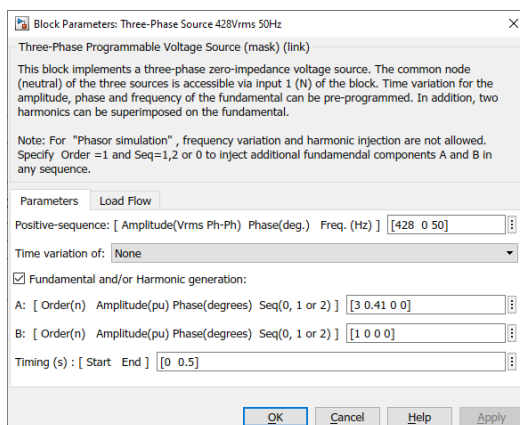 Block Parameters: Three-Phase Source 428Vrms 50Hz
Three-Phase Programmable Voltage Source (mask) (link)
This block implements a three-phase zero-impedance voltage source. The common node
(neutral) of the three sources is accessible via input 1 (N) of the block. Time variation for the
amplitude, phase and frequency of the fundamental can be pre-programmed. In addition, two
harmonics can be superimposed on the fundamental.
Note: For "Phasor simulation" , frequency variation and harmonic injection are not allowed.
Specify Order =1 and Seq=1,2 or 0 to inject additional fundamendal components A and B in
any sequence.
Parameters Load Flow
Positive-sequence: [ Amplitude(Vrms Ph-Ph) Phase(deg.) Freq. (Hz) ] [428 0 50]
Time variation of: None
Fundamental and/or Harmonic generation:
A: [ Order(n) Amplitude(pu) Phase(degrees) Seq(0, 1 or 2) ] [3 0.41 0 0]
B: [ Order(n) Amplitude(pu) Phase(degrees) Seq(0, 1 or 2) ] [1 0 0 0]
Timing (s) : [ Start End ] [0 0.5]
OK Cancel Help Apply